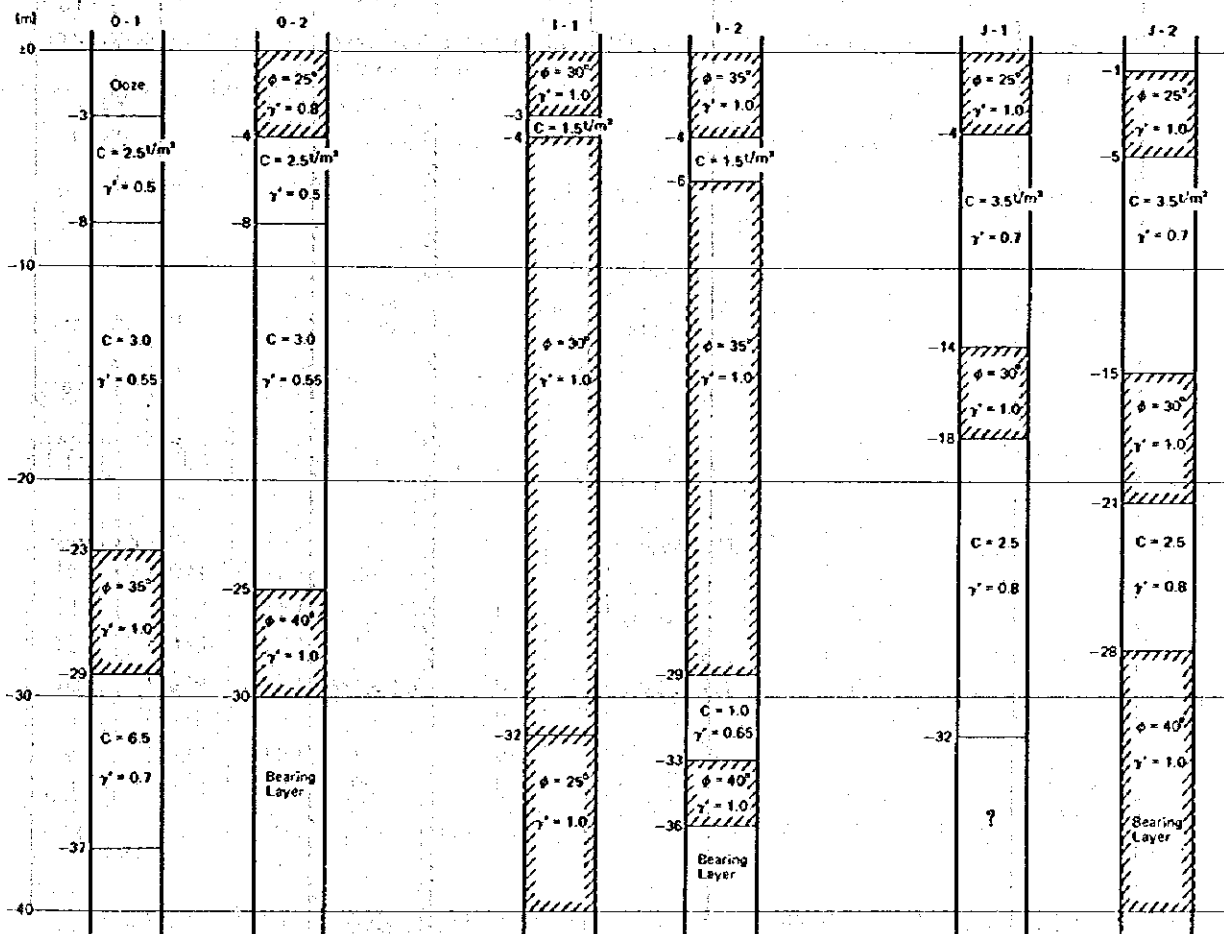 (m)
±0
-10
-20
-30
-40
O - 1
Ooze
-3
C = 2.5 t/m²
γ' = 0.5
-8
C = 3.0
γ' = 0.55
-23
φ = 35°
γ' = 1.0
-29
C = 6.5
γ' = 0.7
-37
O - 2
φ = 25°
γ' = 0.8
-4
C = 2.5 t/m²
γ' = 0.5
-8
C = 3.0
γ' = 0.55
-25
φ = 40°
γ' = 1.0
-30
Bearing
Layer
I - 1
φ = 30°
γ' = 1.0
-3
C = 1.5 t/m²
-4
φ = 30°
γ' = 1.0
-32
φ = 25°
γ' = 1.0
I - 2
φ = 35°
γ' = 1.0
-4
C = 1.5 t/m²
-6
φ = 35°
γ' = 1.0
-29
C = 1.0
γ' = 0.65
-33
φ = 40°
γ' = 1.0
-36
Bearing
Layer
J - 1
φ = 25°
γ' = 1.0
-4
C = 3.5 t/m²
γ' = 0.7
-14
φ = 30°
γ' = 1.0
-18
C = 2.5
γ' = 0.8
-32
?
J - 2
-1
φ = 25°
γ' = 1.0
-5
C = 3.5 t/m²
γ' = 0.7
-15
φ = 30°
γ' = 1.0
-21
C = 2.5
γ' = 0.8
-28
φ = 40°
γ' = 1.0
Bearing
Layer